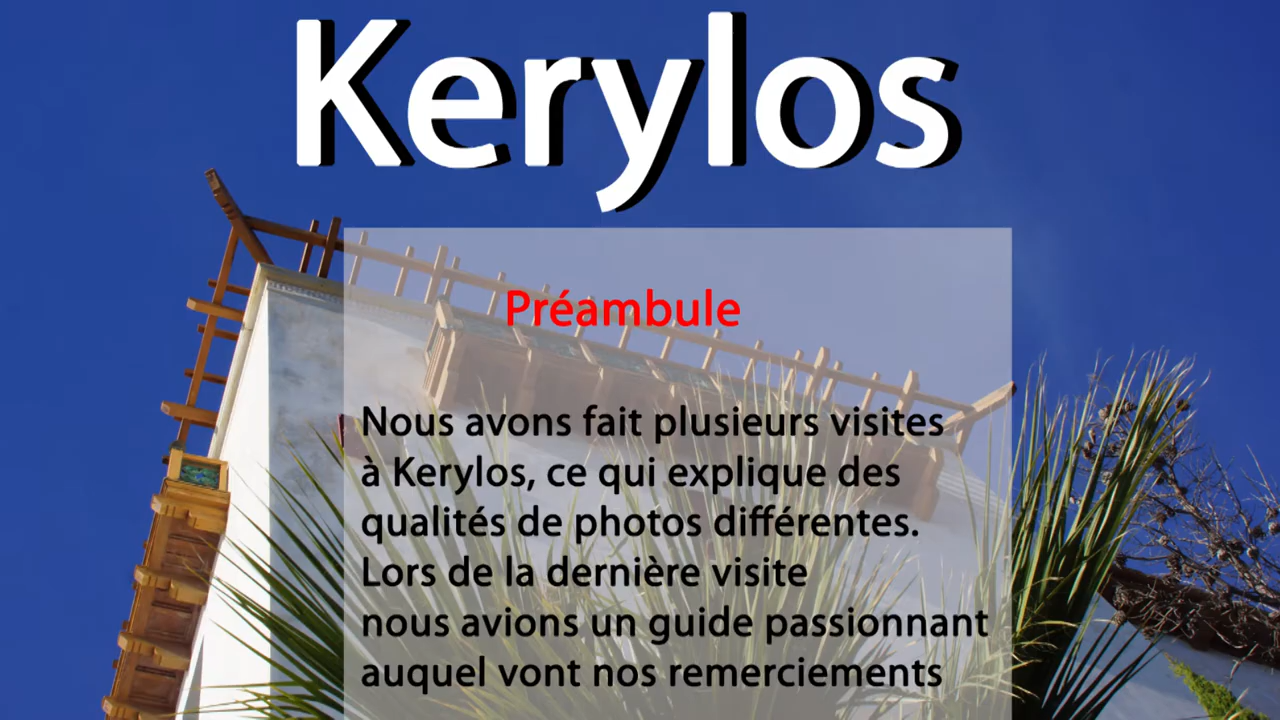 Kerylos
Préambule
Nous avons fait plusieurs visites
à Kerylos, ce qui explique des
qualités de photos différentes.
Lors de la dernière visite
nous avions un guide passionnant
auquel vont nos remerciements